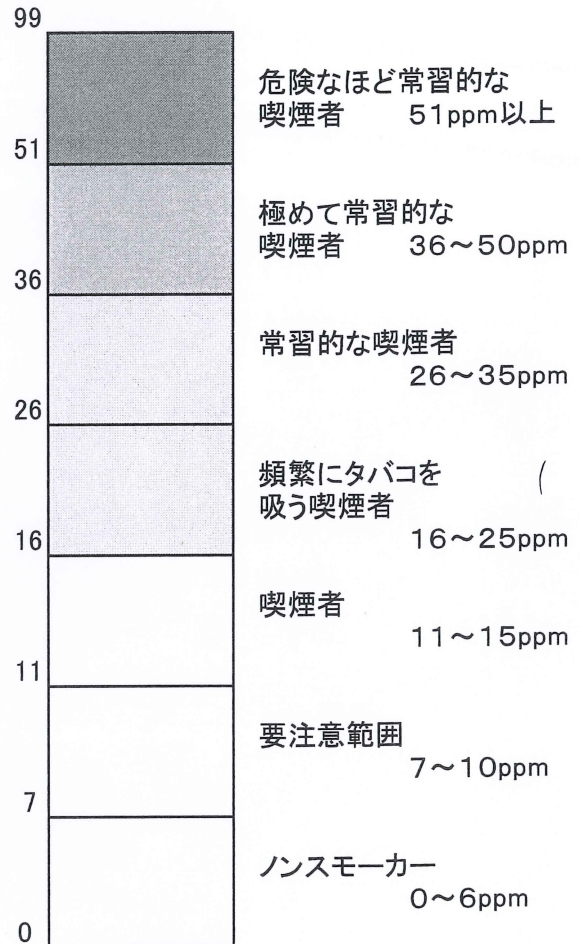 99
危険なほど常習的な
喫煙者 51ppm以上
51
極めて常習的な
喫煙者 36～50ppm
36
常習的な喫煙者
26～35ppm
26
頻繁にタバコを
吸う喫煙者
16～25ppm
16
喫煙者
11～15ppm
11
要注意範囲
7～10ppm
7
ノンスモーカー
0～6ppm
0